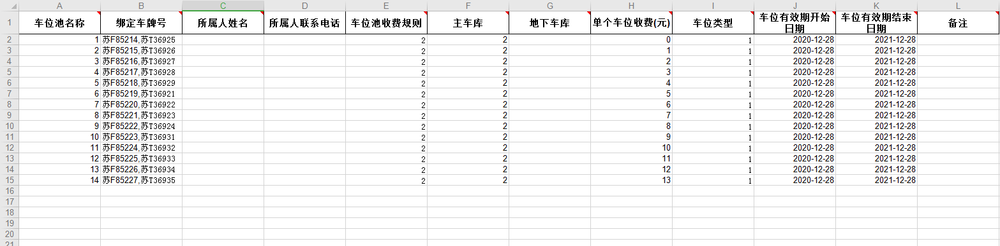 A B C D E F G H I J K L
1 车位池名称 绑定车牌号 所属人姓名 所属人联系电话 车位池收费规则 主车库 地下车库 单个车位收费(元) 车位类型 车位有效期开始日期 车位有效期结束日期 备注
2 1 苏F85214,苏T36925 2 2 0 1 2020-12-28 2021-12-28
3 2 苏F85215,苏T36926 2 2 1 1 2020-12-28 2021-12-28
4 3 苏F85216,苏T36927 2 2 2 1 2020-12-28 2021-12-28
5 4 苏F85217,苏T36928 2 2 3 1 2020-12-28 2021-12-28
6 5 苏F85218,苏T36929 2 2 4 1 2020-12-28 2021-12-28
7 6 苏F85219,苏T36921 2 2 5 1 2020-12-28 2021-12-28
8 7 苏F85220,苏T36922 2 2 6 1 2020-12-28 2021-12-28
9 8 苏F85221,苏T36923 2 2 7 1 2020-12-28 2021-12-28
10 9 苏F85222,苏T36924 2 2 8 1 2020-12-28 2021-12-28
11 10 苏F85223,苏T36931 2 2 9 1 2020-12-28 2021-12-28
12 11 苏F85224,苏T36932 2 2 10 1 2020-12-28 2021-12-28
13 12 苏F85225,苏T36933 2 2 11 1 2020-12-28 2021-12-28
14 13 苏F85226,苏T36934 2 2 12 1 2020-12-28 2021-12-28
15 14 苏F85227,苏T36935 2 2 13 1 2020-12-28 2021-12-28
16
17
18
19
20
21